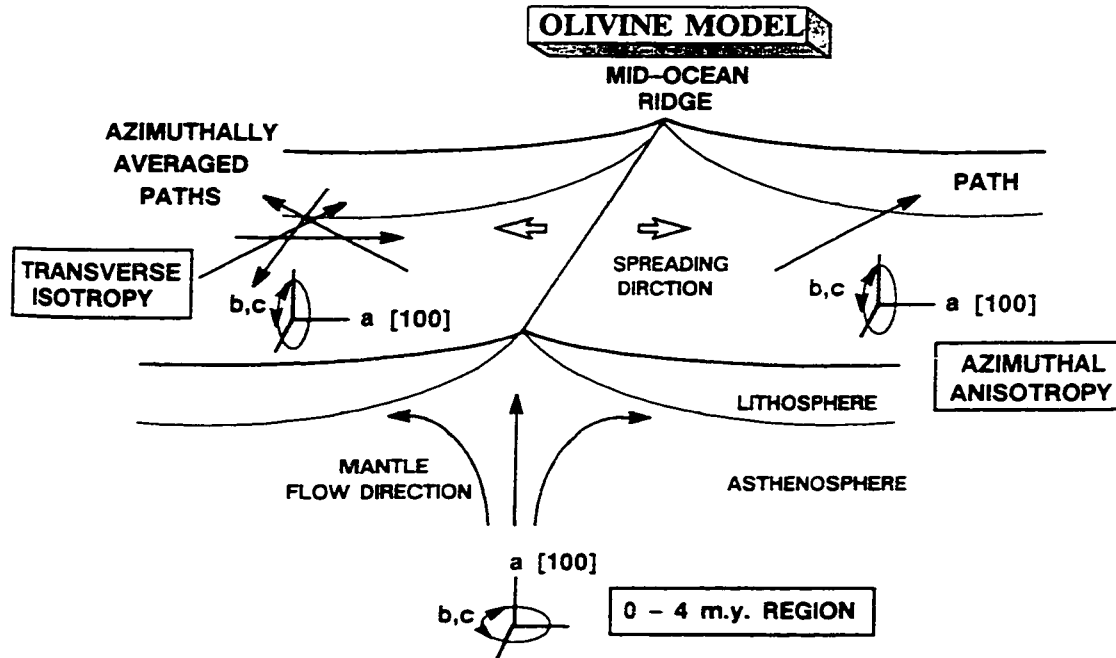 OLIVINE MODEL
MID-OCEAN
RIDGE
AZIMUTHALLY
AVERAGED
PATHS
PATH
TRANSVERSE
ISOTROPY
SPREADING
DIRCTION
b,c
a [100]
b,c
a [100]
AZIMUTHAL
ANISOTROPY
LITHOSPHERE
MANTLE
FLOW DIRECTION
ASTHENOSPHERE
a [100]
b,c
0 - 4 m.y. REGION